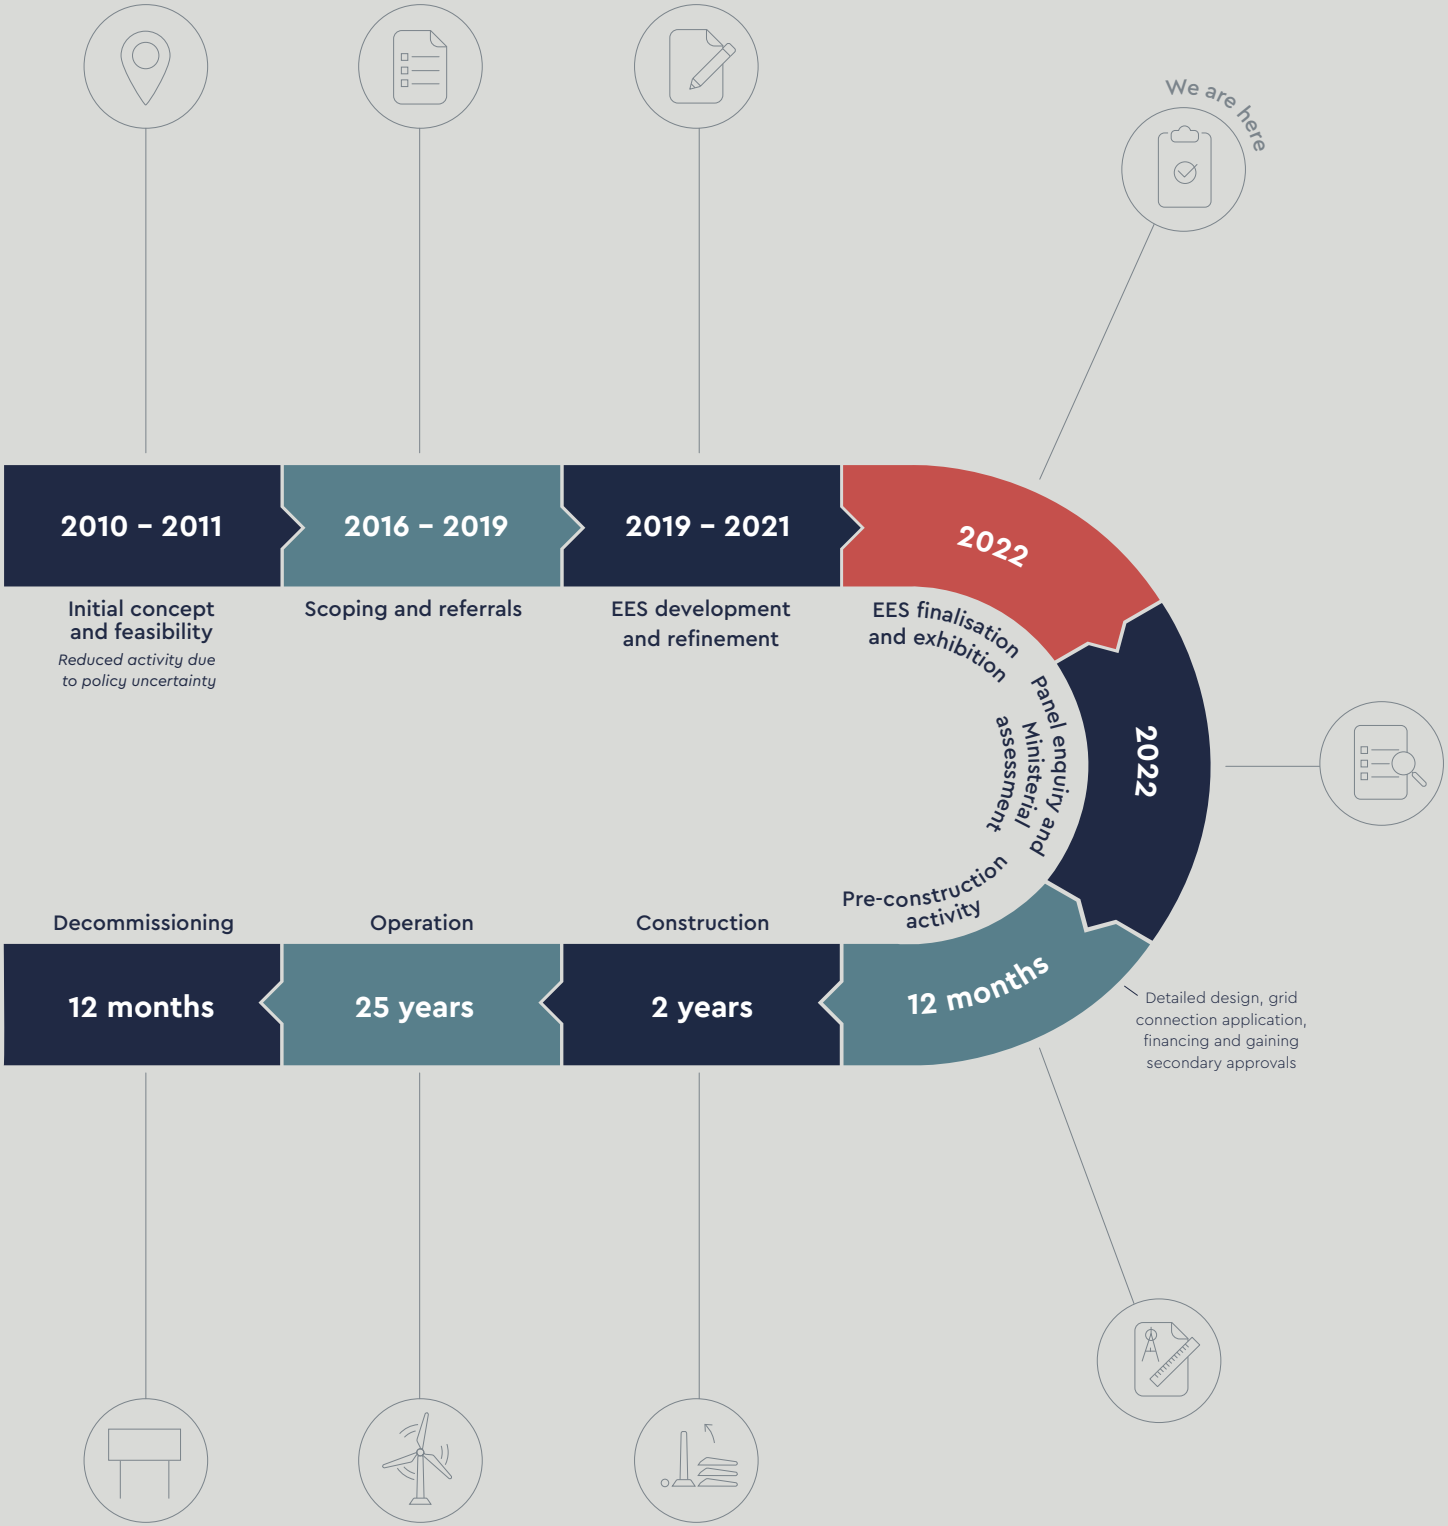 We are here
2010 – 2011
Initial concept
and feasibility
Reduced activity due
to policy uncertainty
2016 – 2019
Scoping and referrals
2019 – 2021
EES development
and refinement
2022
EES finalisation
and exhibition
2022
Panel enquiry and
Ministerial
assessment
12 months
Pre-construction
activity
Detailed design, grid
connection application,
financing and gaining
secondary approvals
Construction
2 years
Operation
25 years
Decommissioning
12 months